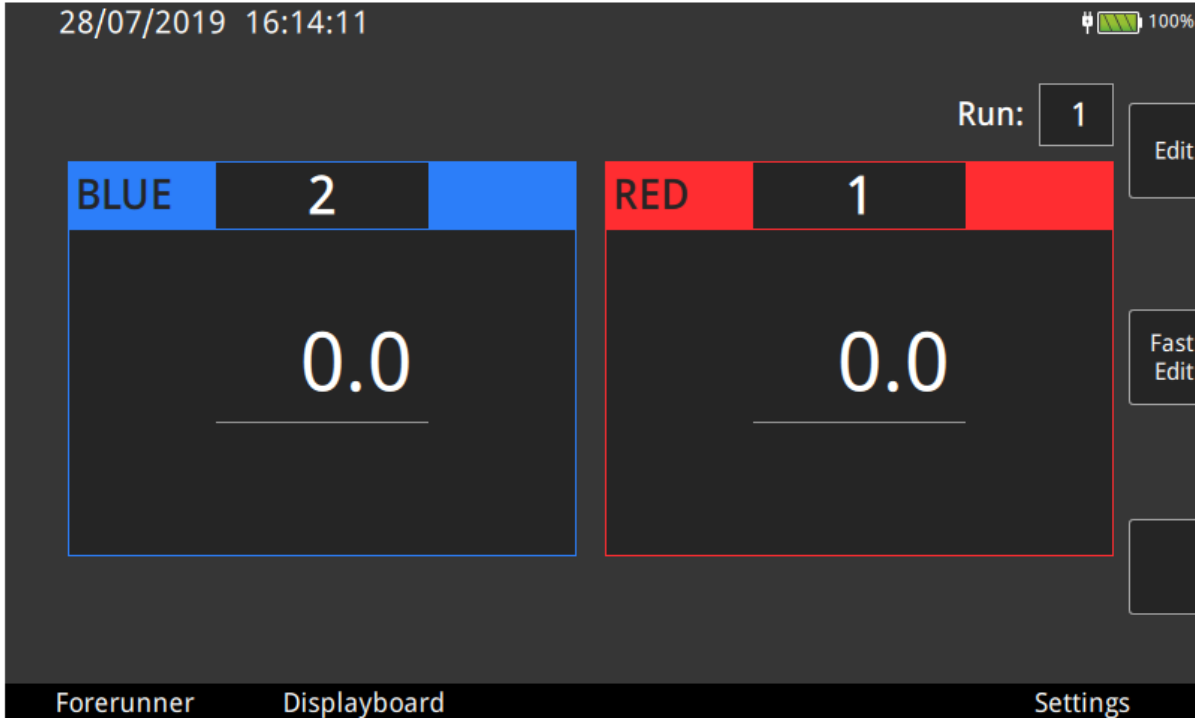 28/07/2019 16:14:11 100%
Run: 1
Edit
BLUE 2 RED 1
Fast
Edit
0.0 0.0
Forerunner Displayboard Settings